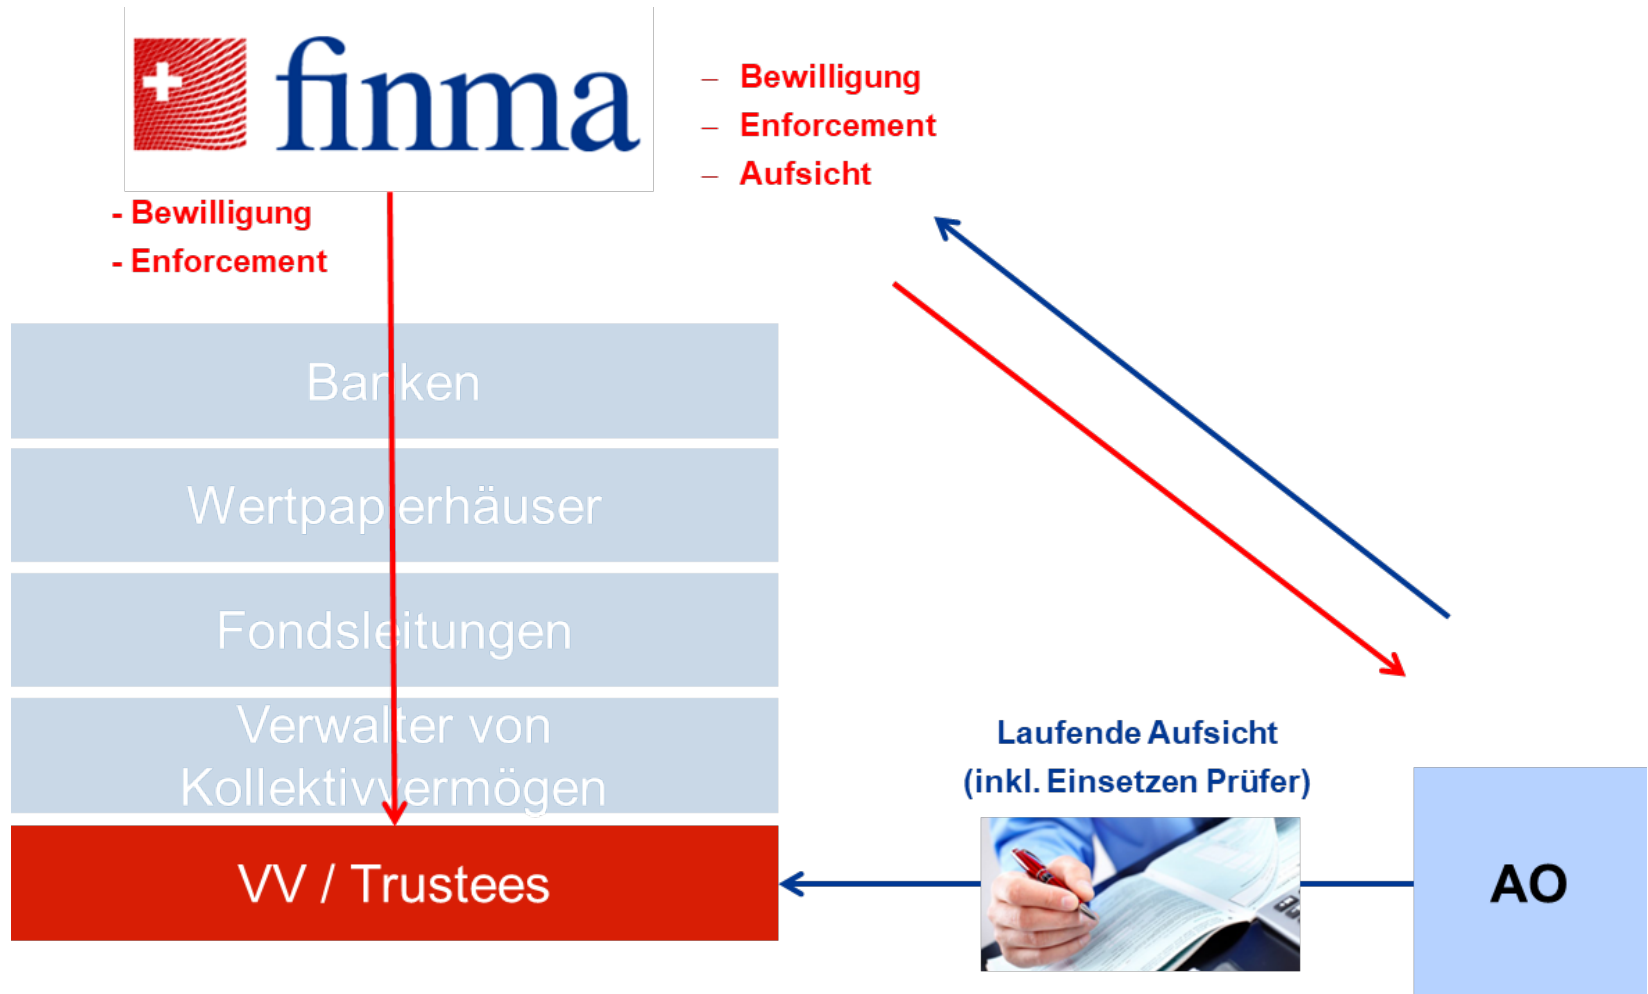 finma
– Bewilligung
– Enforcement
– Aufsicht
- Bewilligung
- Enforcement
Banken
Wertpapierhäuser
Fondsleitungen
Verwalter von
Kollektivvermögen
VV / Trustees
Laufende Aufsicht
(inkl. Einsetzen Prüfer)
AO